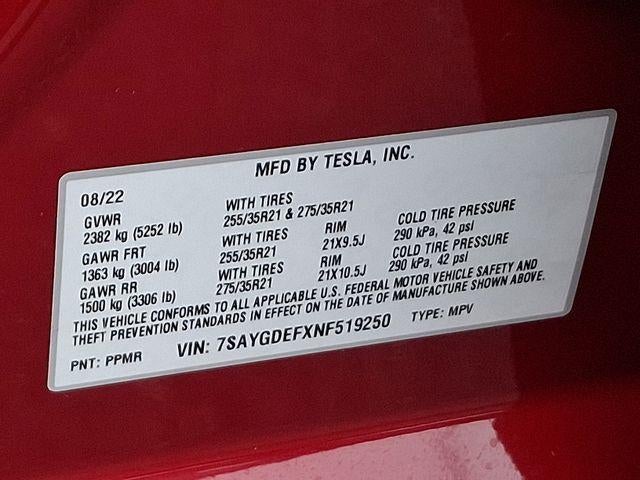 MFD BY TESLA, INC.
08/22
GVWR WITH TIRES
2382 kg (5252 lb) 255/35R21 & 275/35R21
GAWR FRT WITH TIRES RIM COLD TIRE PRESSURE
1363 kg (3004 lb) 255/35R21 21X9.5J 290 kPa, 42 psi
GAWR RR WITH TIRES RIM COLD TIRE PRESSURE
1500 kg (3306 lb) 275/35R21 21X10.5J 290 kPa, 42 psi
THIS VEHICLE CONFORMS TO ALL APPLICABLE U.S. FEDERAL MOTOR VEHICLE SAFETY AND
THEFT PREVENTION STANDARDS IN EFFECT ON THE DATE OF MANUFACTURE SHOWN ABOVE.
PNT: PPMR VIN: 7SAYGDEFXNF519250 TYPE: MPV